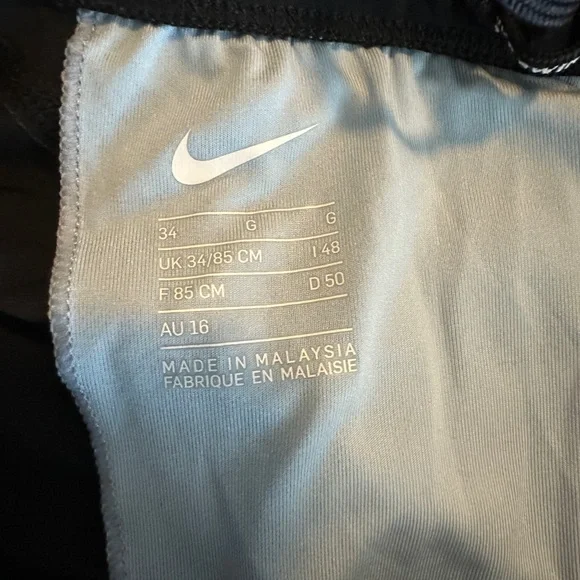 34 G G
UK 34/85 CM I 48
F 85 CM D 50
AU 16
MADE IN MALAYSIA
FABRIQUE EN MALAISIE